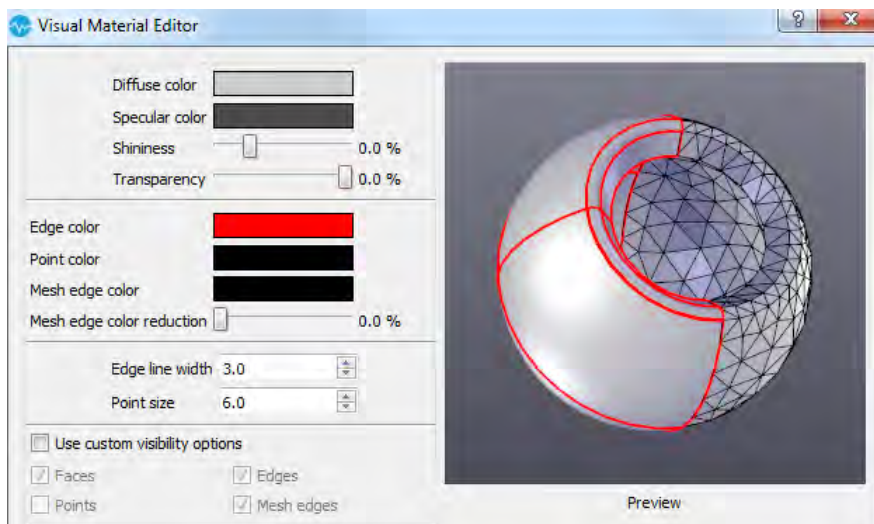 Visual Material Editor
?
Diffuse color
Specular color
Shininess 0.0 %
Transparency 0.0 %
Edge color
Point color
Mesh edge color
Mesh edge color reduction 0.0 %
Edge line width 3.0
Point size 6.0
Use custom visibility options
Faces Edges
Points Mesh edges
Preview